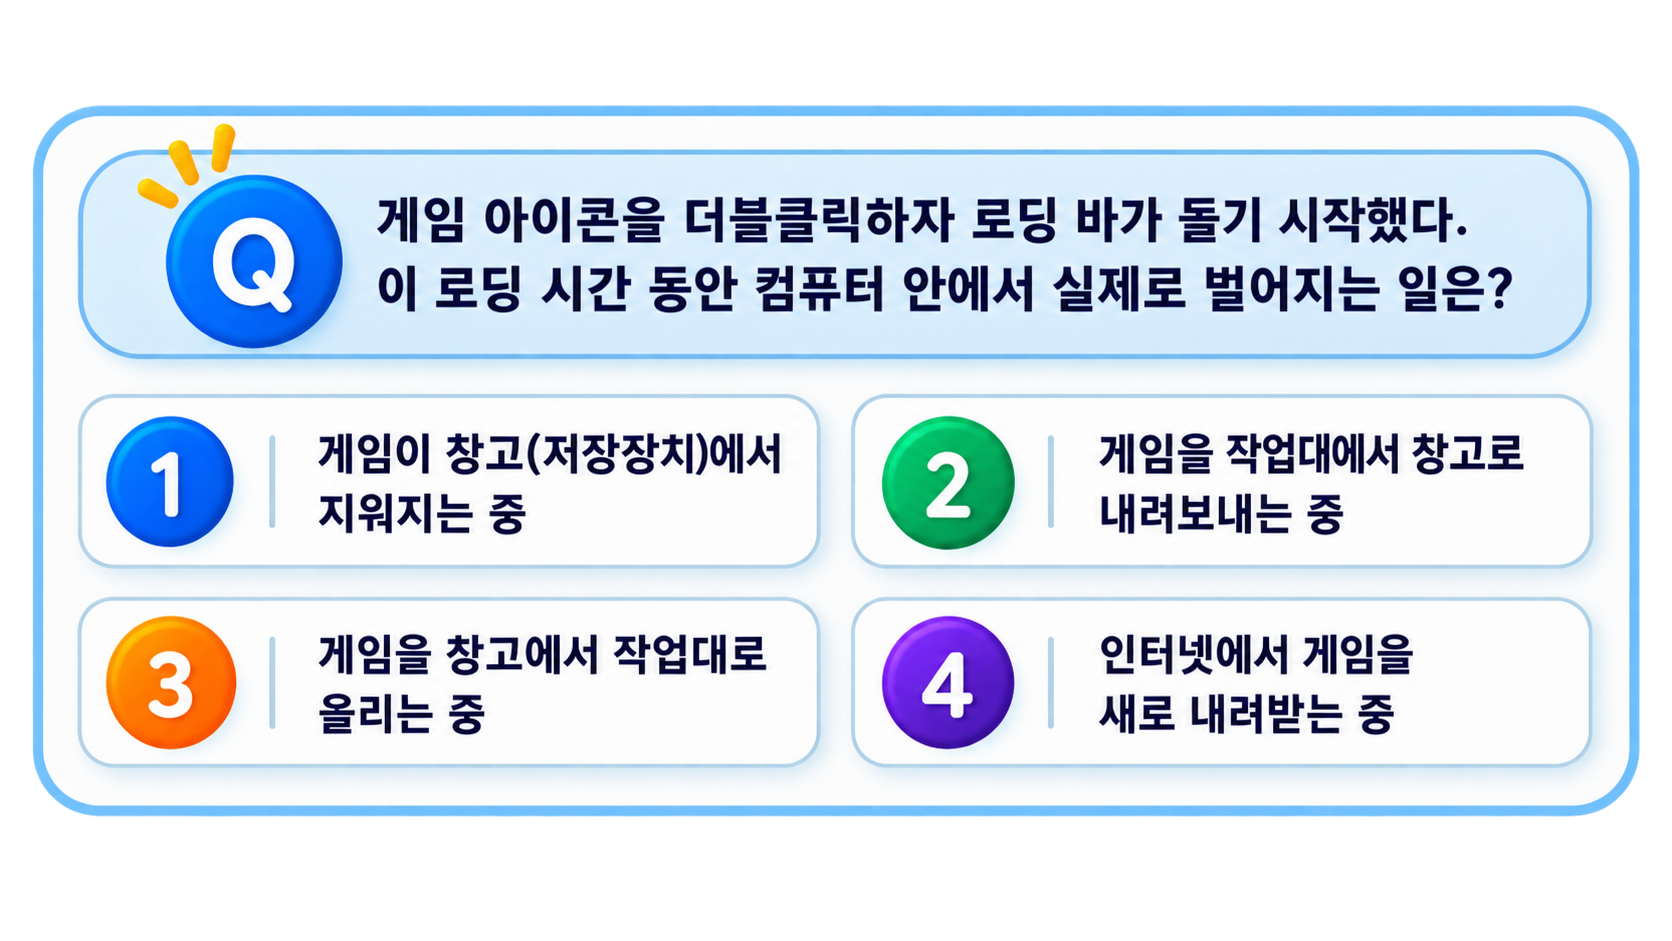 Q
게임 아이콘을 더블클릭하자 로딩 바가 돌기 시작했다.
이 로딩 시간 동안 컴퓨터 안에서 실제로 벌어지는 일은?
1
게임이 창고(저장장치)에서
지워지는 중
2
게임을 작업대에서 창고로
내려보내는 중
3
게임을 창고에서 작업대로
올리는 중
4
인터넷에서 게임을
새로 내려받는 중